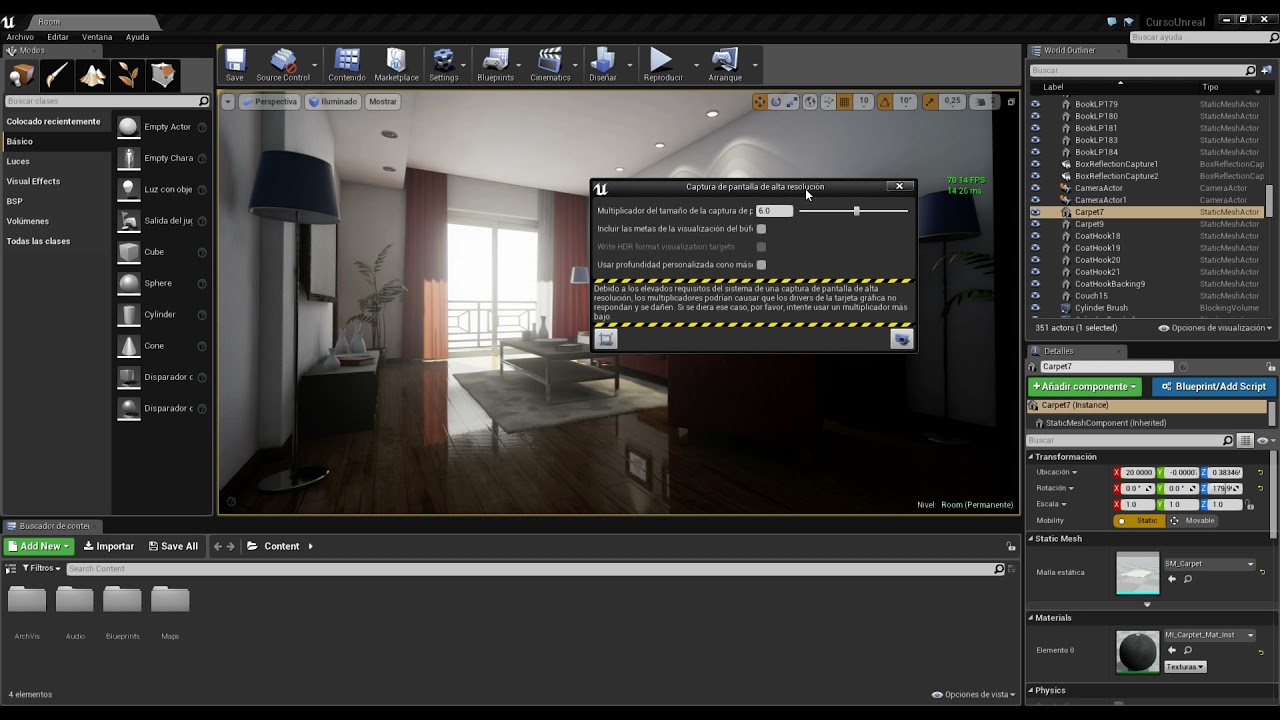 Room
CursoUnreal
Archivo Editar Ventana Ayuda
Buscar ayuda
Modes
Buscar clases
Colocado recientemente
Básico
Luces
Visual Effects
BSP
Volúmenes
Todas las clases
Empty Actor
Empty Chara
Luz con obje
Salida del jug
Cube
Sphere
Cylinder
Cone
Disparador c
Disparador c
Save
Source Control
Contenido
Marketplace
Settings
Blueprints
Cinematics
Diseñar
Reproducir
Arranque
Perspectiva
Iluminado
Mostrar
10
10°
0,25
2
70.14 FPS
14.26 ms
Captura de pantalla de alta resolución
Multiplicador del tamaño de la captura de p 6.0
Incluir las metas de la visualización del búf
Write HDR format visualization targets
Usar profundidad personalizada como másc
Debido a los elevados requisitos del sistema de una captura de pantalla de alta
resolución, los multiplicadores podrían causar que los drivers de la tarjeta gráfica no
respondan y se dañen. Si se diera ese caso, por favor, intente usar un multiplicador más
bajo
Nivel: Room (Permanente)
World Outliner
Buscar
Label Tipo
BookLP179 StaticMeshActor
BookLP180 StaticMeshActor
BookLP181 StaticMeshActor
BookLP183 StaticMeshActor
BookLP184 StaticMeshActor
BoxReflectionCapture1 BoxReflectionCap
BoxReflectionCapture2 BoxReflectionCap
CameraActor CameraActor
CameraActor1 CameraActor
Carpet7 StaticMeshActor
Carpet9 StaticMeshActor
CoatHook18 StaticMeshActor
CoatHook19 StaticMeshActor
CoatHook20 StaticMeshActor
CoatHook21 StaticMeshActor
CoatHookBacking9 StaticMeshActor
Couch15 StaticMeshActor
Cylinder Brush BlockingVolume
351 actors (1 selected) Opciones de visualización
Detalles
Carpet7
Añadir componente
Blueprint/Add Script
Carpet7 (Instance)
StaticMeshComponent (Inherited)
Buscar
Transformación
Ubicación X 20.0000 Y -0.00007 Z 0.38346
Rotación X 0.0 ° Y 0.0 ° Z 179,9
Escala X 1.0 Y 1.0 Z 1.0
Mobility Static Movable
Static Mesh
Malla estática SM_Carpet
Materials
Elemento 0 MI_Carptet_Mat_Inst
Texturas
Physics
Buscador de conter
Add New Importar Save All Content
Filtros Search Content
ArchVis Audio Blueprints Maps
4 elementos
Opciones de vista